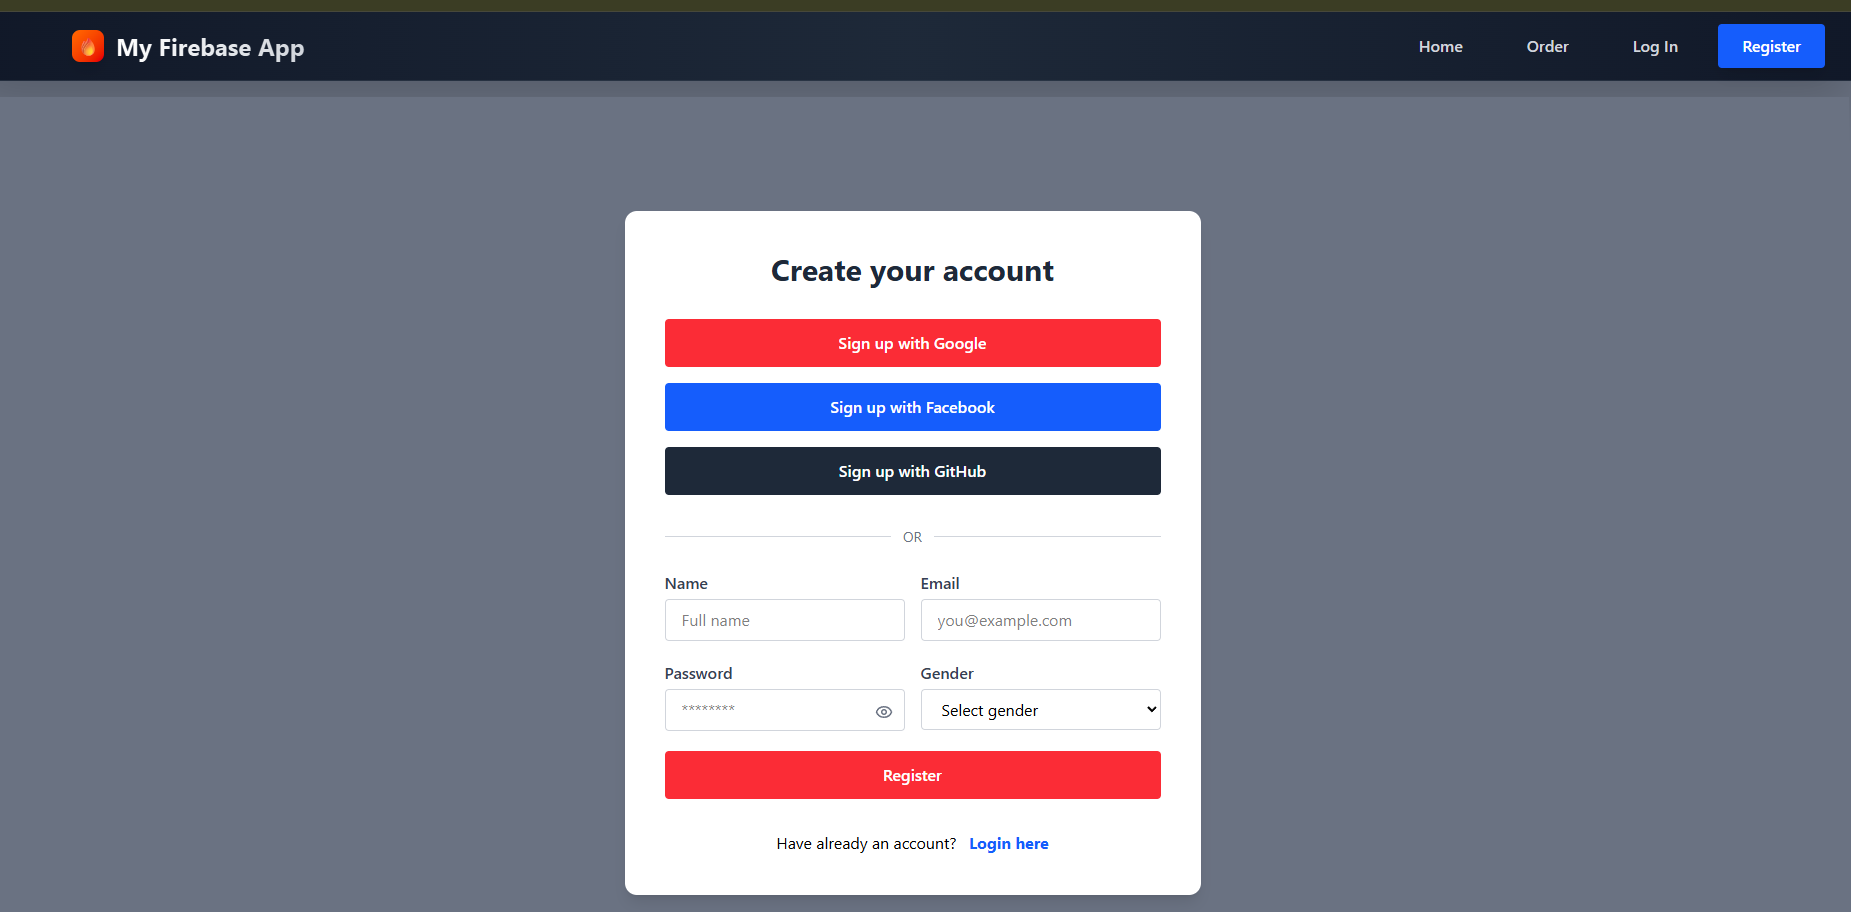 My Firebase App
Home Order Log In Register
Create your account
Sign up with Google
Sign up with Facebook
Sign up with GitHub
OR
Name Email
Full name you@example.com
Password Gender
******** Select gender
Register
Have already an account? Login here